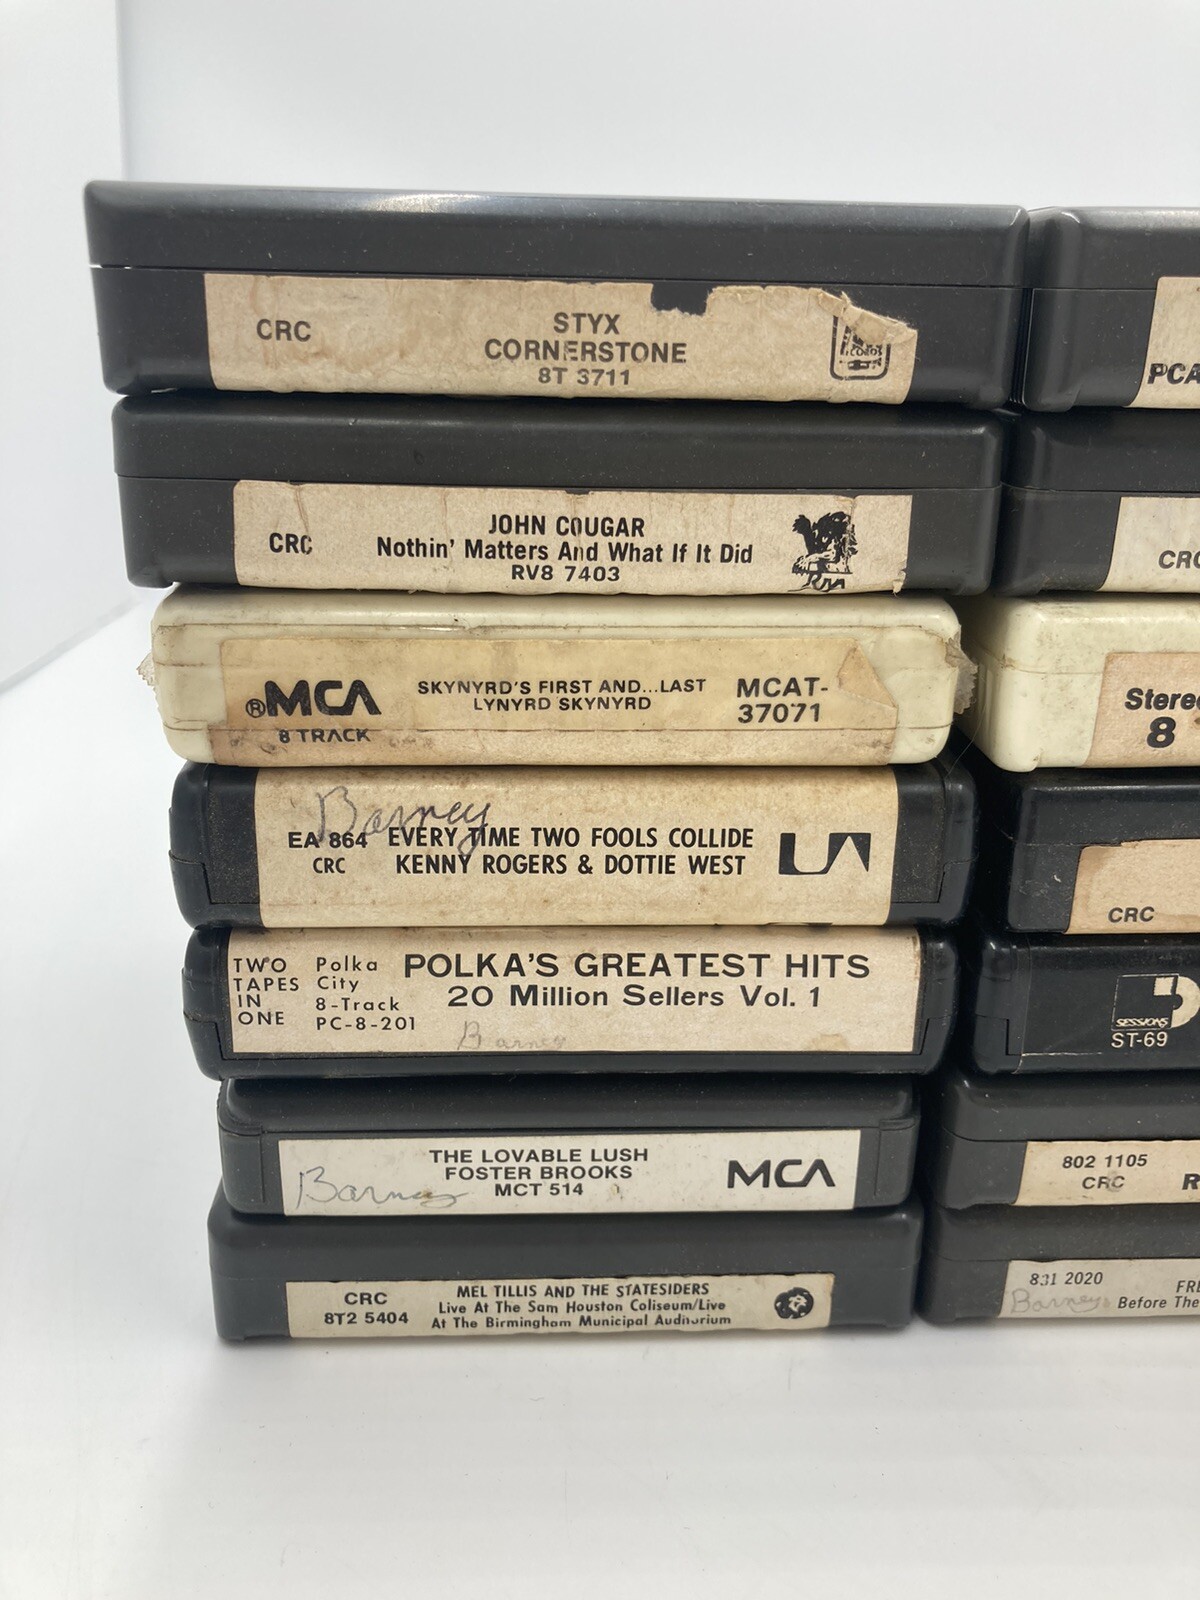 CRC
STYX
CORNERSTONE
8T 3711
CRC
JOHN COUGAR
Nothin' Matters And What If It Did
RV8 7403
RIVA
®MCA
8 TRACK
SKYNYRD'S FIRST AND...LAST
LYNYRD SKYNYRD
MCAT-
37071
Barney
EA 864
CRC
EVERY TIME TWO FOOLS COLLIDE
KENNY ROGERS & DOTTIE WEST
UA
TWO
TAPES
IN
ONE
Polka
City
8-Track
PC-8-201
POLKA'S GREATEST HITS
20 Million Sellers Vol. 1
Barney
THE LOVABLE LUSH
FOSTER BROOKS
MCT 514
Barney
MCA
CRC
8T2 5404
MEL TILLIS AND THE STATESIDERS
Live At The Sam Houston Coliseum/Live
At The Birmingham Municipal Auditorium
PCA
CRC
Stereo
8
CRC
SESSIONS
ST-69
802 1105
CRC
R
831 2020
Barney
FRE
Before The